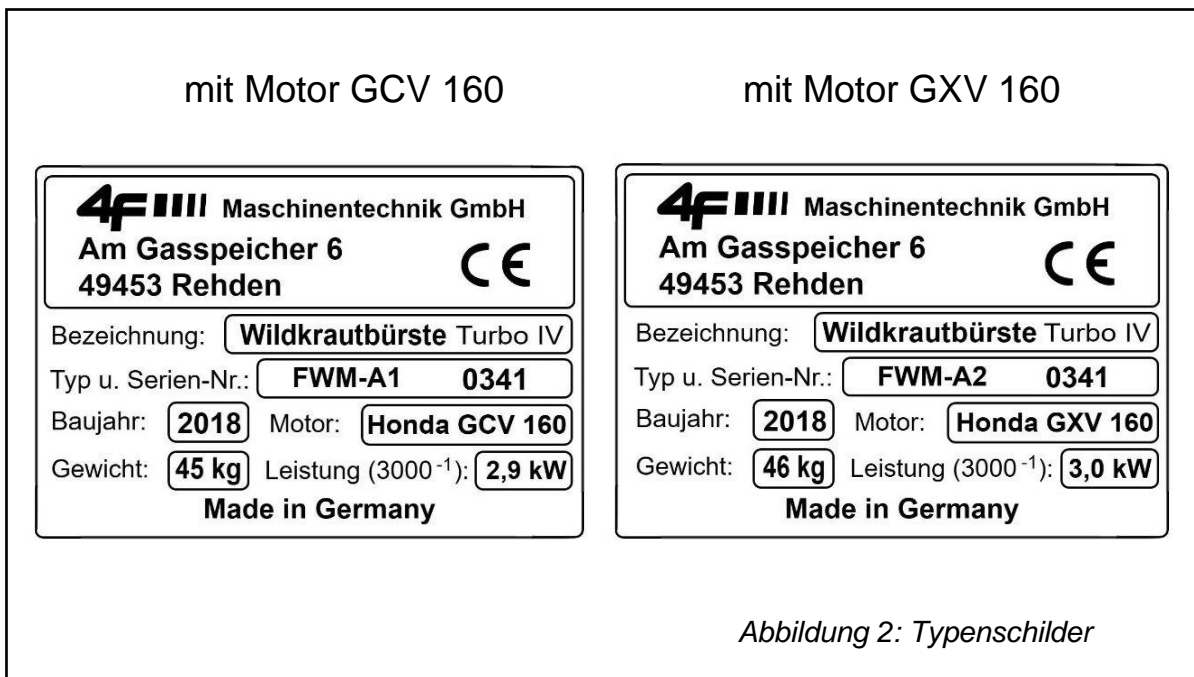 mit Motor GCV 160
4F Maschinentechnik GmbH
Am Gasspeicher 6
49453 Rehden
CE
Bezeichnung: Wildkrautbürste Turbo IV
Typ u. Serien-Nr.: FWM-A1 0341
Baujahr: 2018 Motor: Honda GCV 160
Gewicht: 45 kg Leistung (3000⁻¹): 2,9 kW
Made in Germany
mit Motor GXV 160
4F Maschinentechnik GmbH
Am Gasspeicher 6
49453 Rehden
CE
Bezeichnung: Wildkrautbürste Turbo IV
Typ u. Serien-Nr.: FWM-A2 0341
Baujahr: 2018 Motor: Honda GXV 160
Gewicht: 46 kg Leistung (3000⁻¹): 3,0 kW
Made in Germany
Abbildung 2: Typenschilder